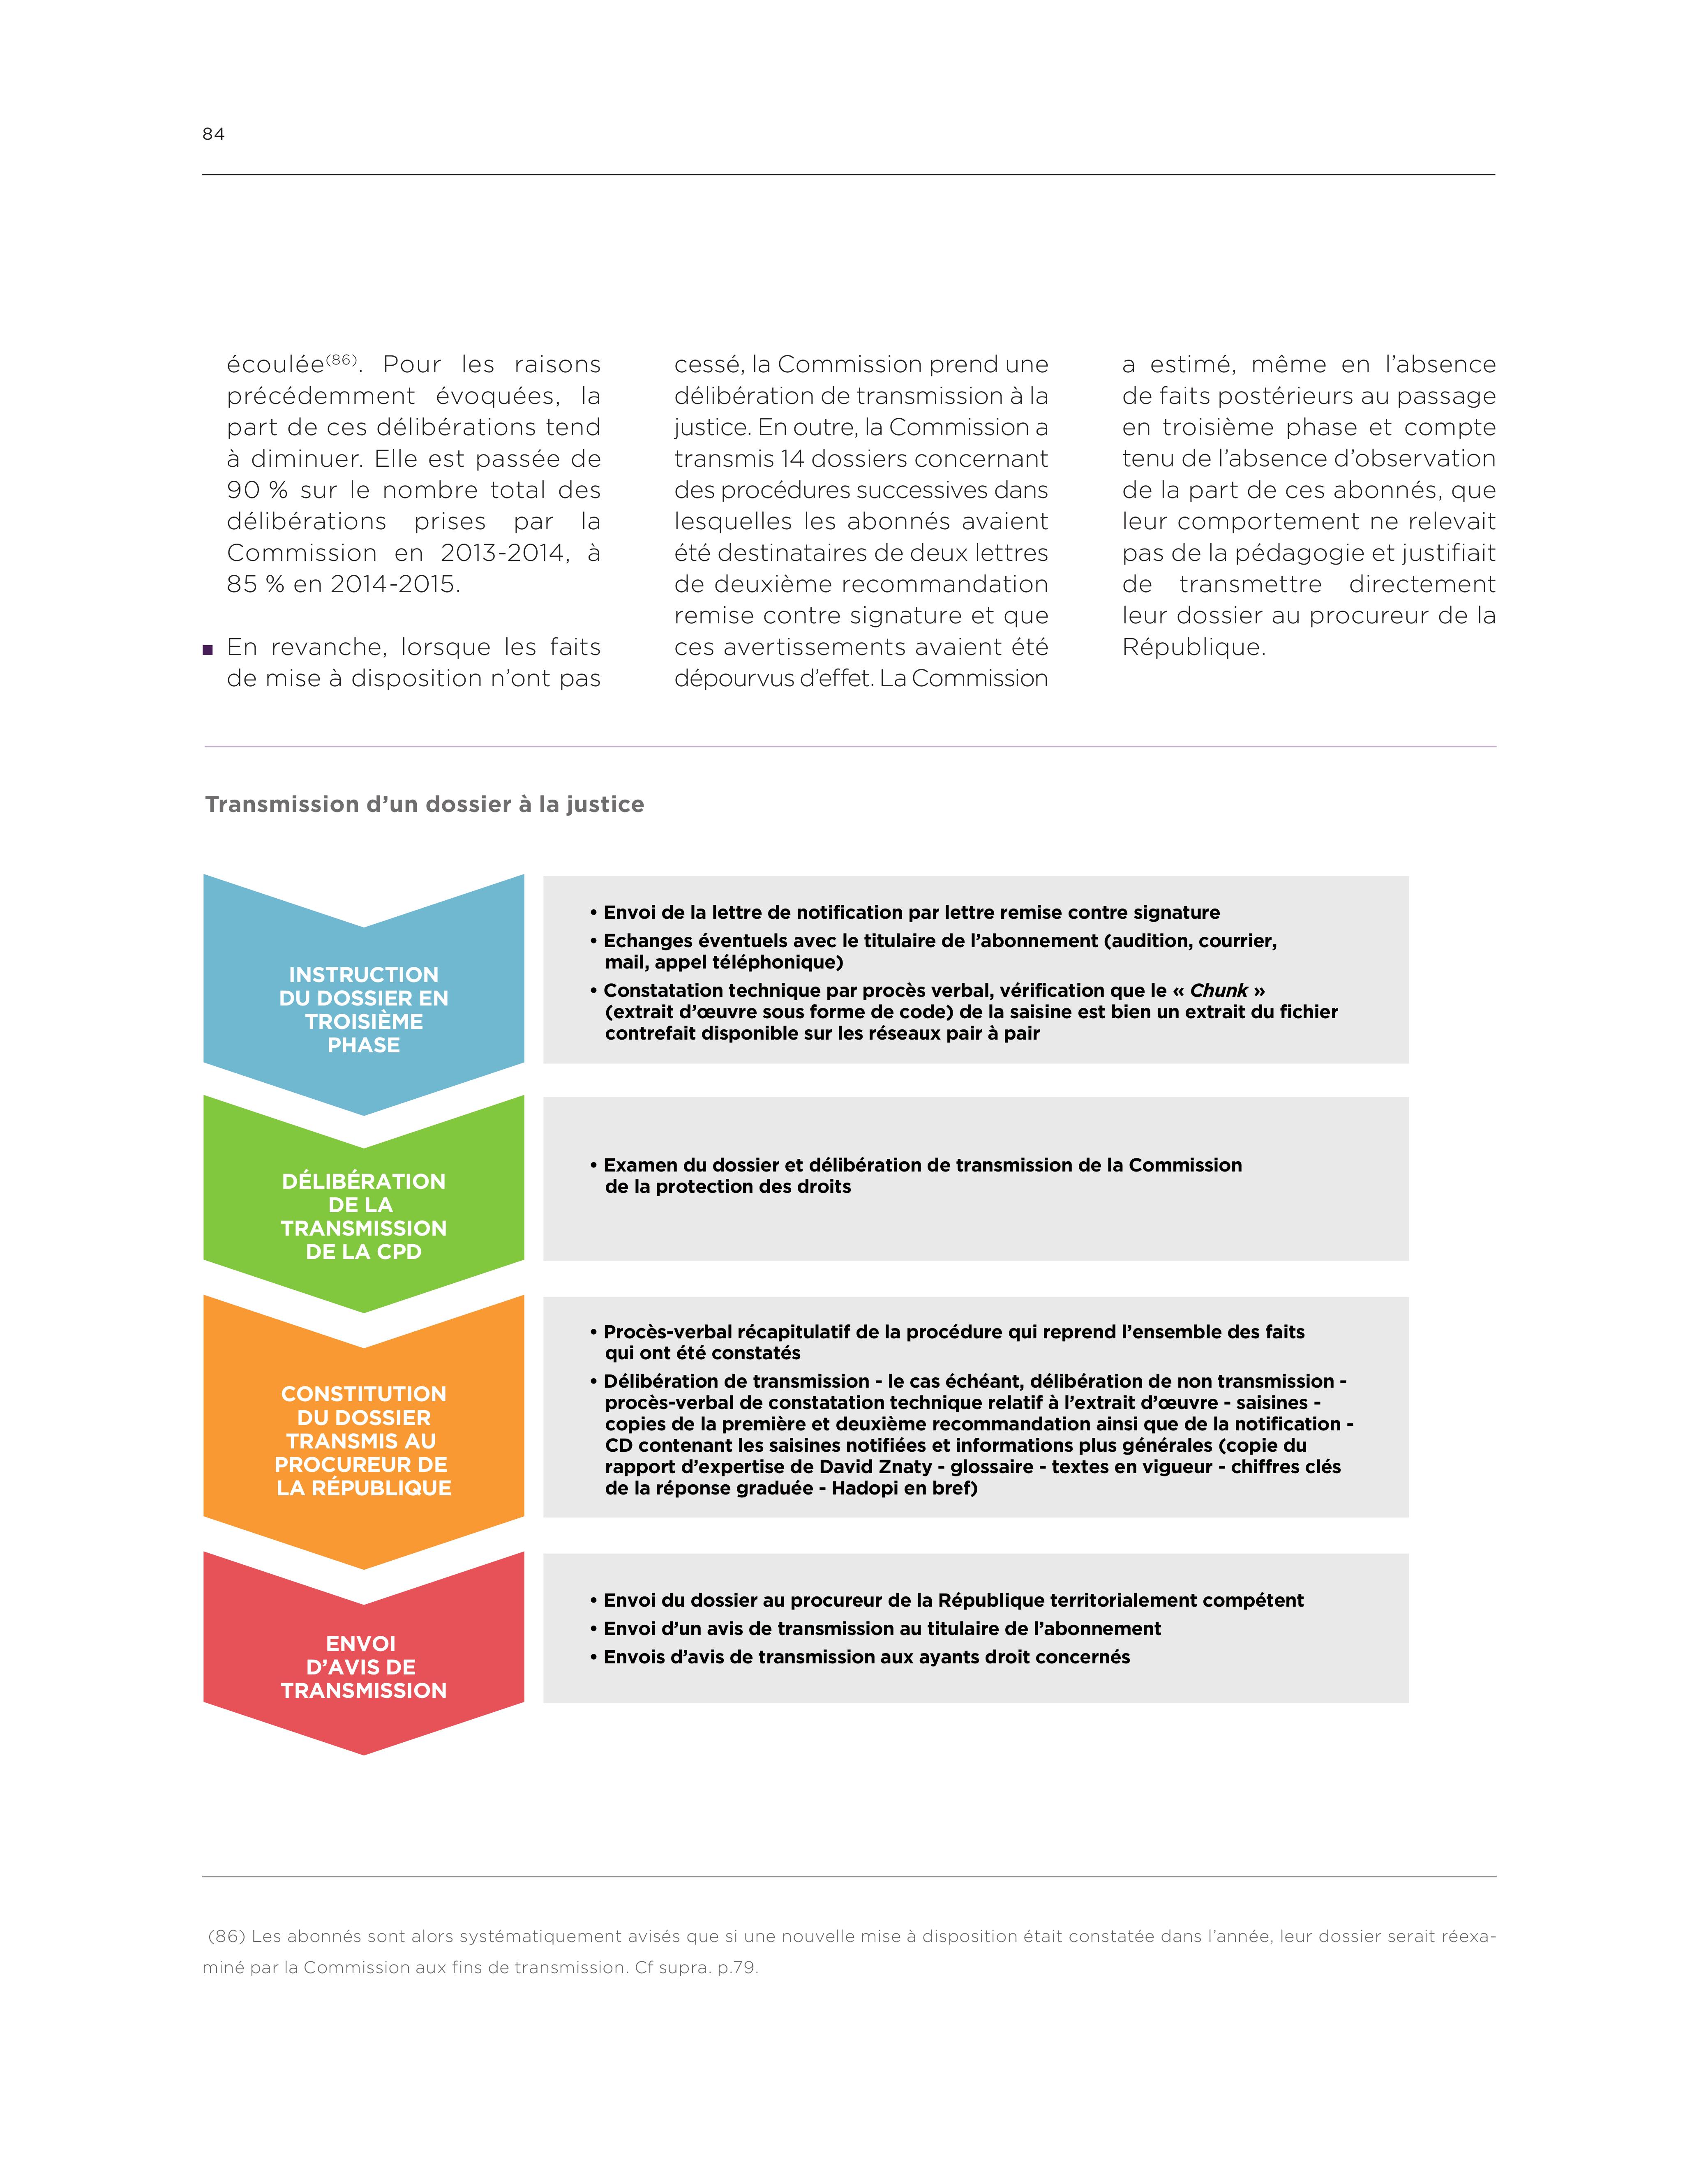 84
écoulée(86). Pour les raisons
précédemment évoquées, la
part de ces délibérations tend
à diminuer. Elle est passée de
90 % sur le nombre total des
délibérations prises par la
Commission en 2013-2014, à
85 % en 2014-2015.
■ En revanche, lorsque les faits
de mise à disposition n’ont pas
cessé, la Commission prend une
délibération de transmission à la
justice. En outre, la Commission a
transmis 14 dossiers concernant
des procédures successives dans
lesquelles les abonnés avaient
été destinataires de deux lettres
de deuxième recommandation
remise contre signature et que
ces avertissements avaient été
dépourvus d’effet. La Commission
a estimé, même en l’absence
de faits postérieurs au passage
en troisième phase et compte
tenu de l’absence d’observation
de la part de ces abonnés, que
leur comportement ne relevait
pas de la pédagogie et justifiait
de transmettre directement
leur dossier au procureur de la
République.
Transmission d’un dossier à la justice
INSTRUCTION
DU DOSSIER EN
TROISIÈME
PHASE
• Envoi de la lettre de notification par lettre remise contre signature
• Echanges éventuels avec le titulaire de l’abonnement (audition, courrier,
mail, appel téléphonique)
• Constatation technique par procès verbal, vérification que le « Chunk »
(extrait d’œuvre sous forme de code) de la saisine est bien un extrait du fichier
contrefait disponible sur les réseaux pair à pair
DÉLIBÉRATION
DE LA
TRANSMISSION
DE LA CPD
• Examen du dossier et délibération de transmission de la Commission
de la protection des droits
CONSTITUTION
DU DOSSIER
TRANSMIS AU
PROCUREUR DE
LA RÉPUBLIQUE
• Procès-verbal récapitulatif de la procédure qui reprend l’ensemble des faits
qui ont été constatés
• Délibération de transmission - le cas échéant, délibération de non transmission -
procès-verbal de constatation technique relatif à l’extrait d’œuvre - saisines -
copies de la première et deuxième recommandation ainsi que de la notification -
CD contenant les saisines notifiées et informations plus générales (copie du
rapport d’expertise de David Znaty - glossaire - textes en vigueur - chiffres clés
de la réponse graduée - Hadopi en bref)
ENVOI
D’AVIS DE
TRANSMISSION
• Envoi du dossier au procureur de la République territorialement compétent
• Envoi d’un avis de transmission au titulaire de l’abonnement
• Envois d’avis de transmission aux ayants droit concernés
(86) Les abonnés sont alors systématiquement avisés que si une nouvelle mise à disposition était constatée dans l’année, leur dossier serait réexa-
miné par la Commission aux fins de transmission. Cf supra. p.79.